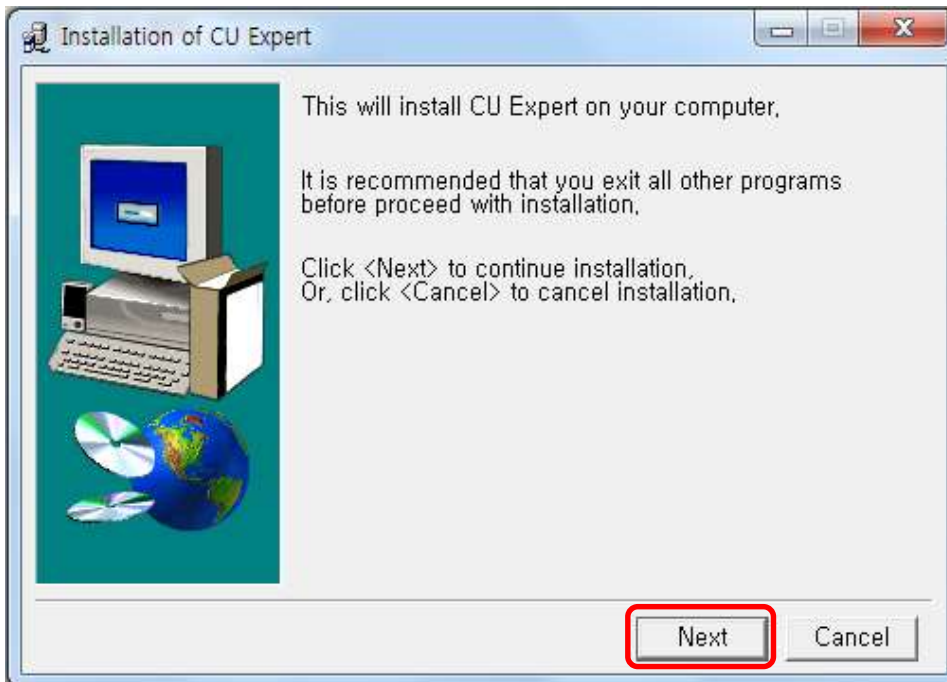 Installation of CU Expert
This will install CU Expert on your computer,
It is recommended that you exit all other programs
before proceed with installation,
Click <Next> to continue installation,
Or, click <Cancel> to cancel installation,
Next
Cancel